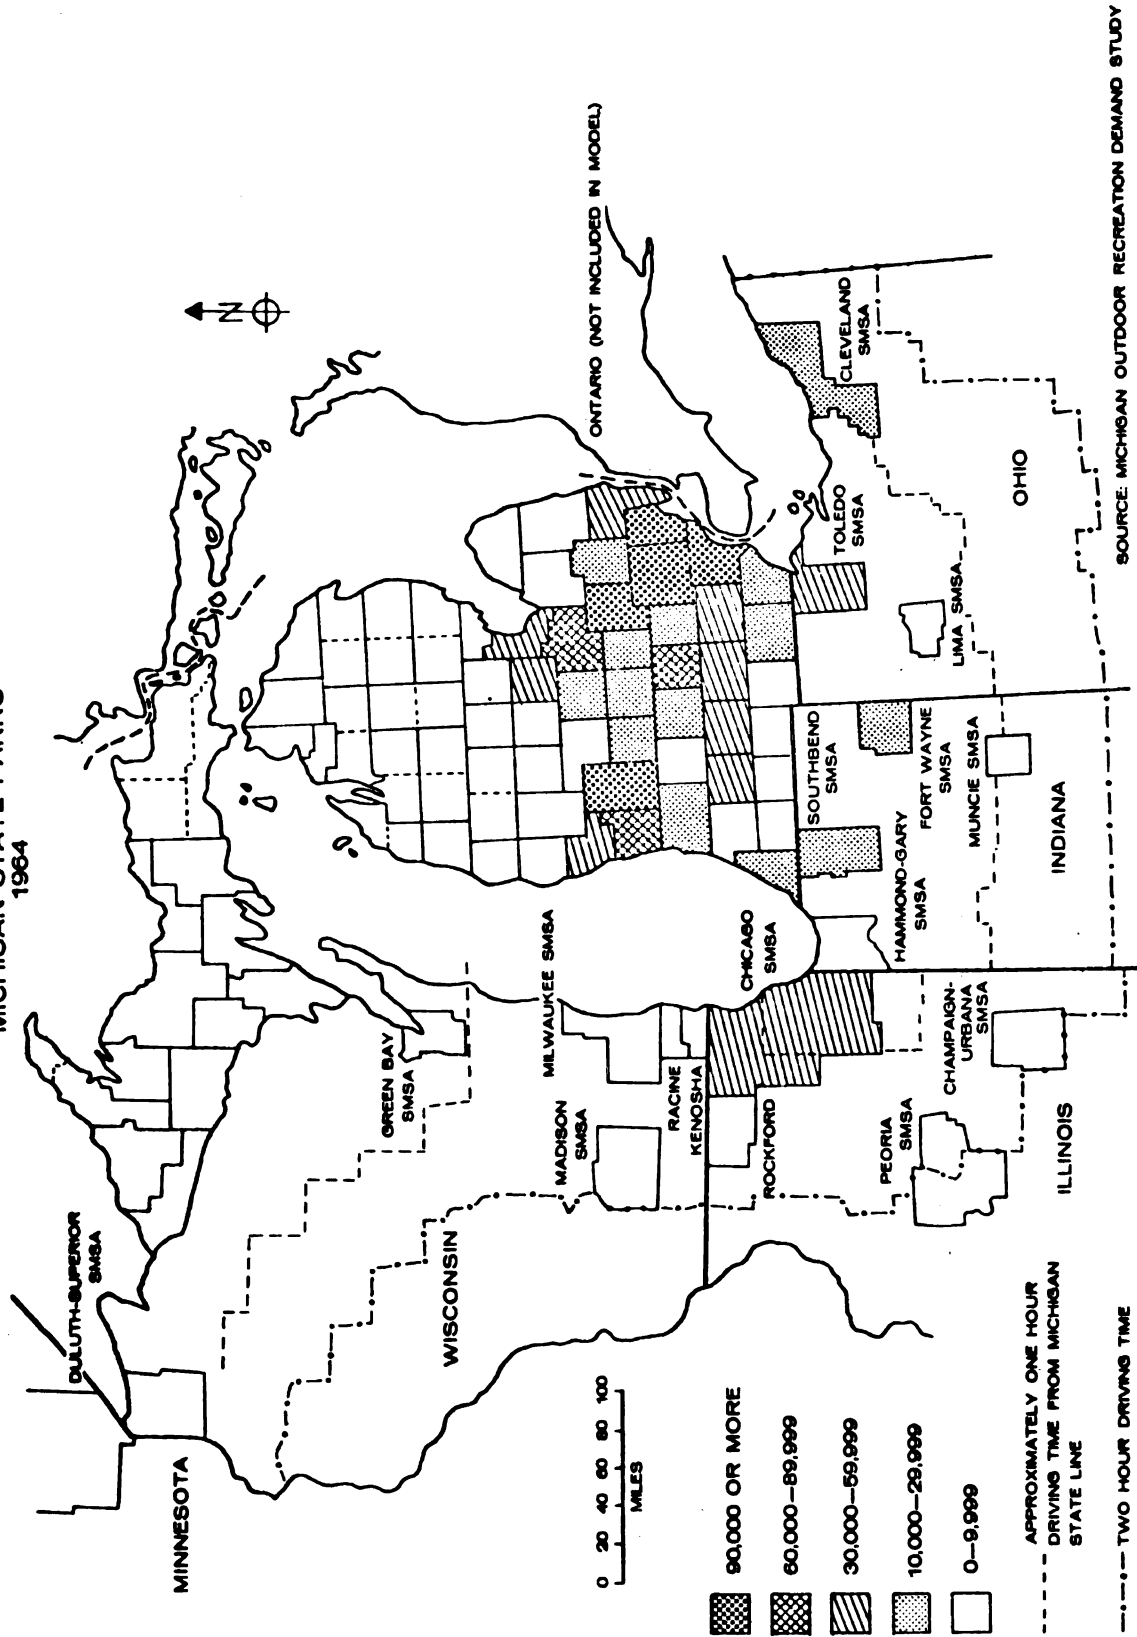 MICHIGAN STATE PARKS
1964
N
ONTARIO (NOT INCLUDED IN MODEL)
DULUTH-SUPERIOR
SMSA
MINNESOTA
WISCONSIN
GREEN BAY
SMSA
MILWAUKEE SMSA
MADISON
SMSA
RACINE
KENOSHA
ROCKFORD
CHICAGO
SMSA
PEORIA
SMSA
CHAMPAIGN-
URBANA
SMSA
ILLINOIS
HAMMOND-GARY
SMSA
SOUTHBEND
SMSA
FORT WAYNE
SMSA
MUNCIE SMSA
INDIANA
LIMA SMSA
TOLEDO
SMSA
CLEVELAND
SMSA
OHIO
0 20 40 60 80 100
MILES
90,000 OR MORE
60,000–89,999
30,000–59,999
10,000–29,999
0–9,999
APPROXIMATELY ONE HOUR
DRIVING TIME FROM MICHIGAN
STATE LINE
TWO HOUR DRIVING TIME
SOURCE: MICHIGAN OUTDOOR RECREATION DEMAND STUDY